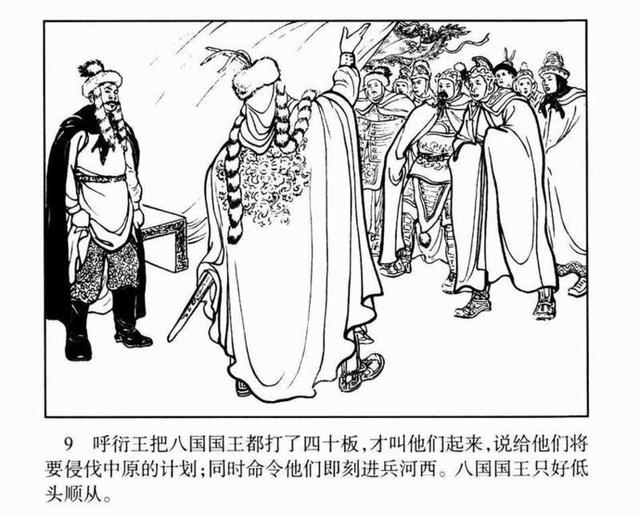 9 呼衍王把八国国王都打了四十板,才叫他们起来,说给他们将
要侵伐中原的计划;同时命令他们即刻进兵河西。八国国王只好低
头顺从。